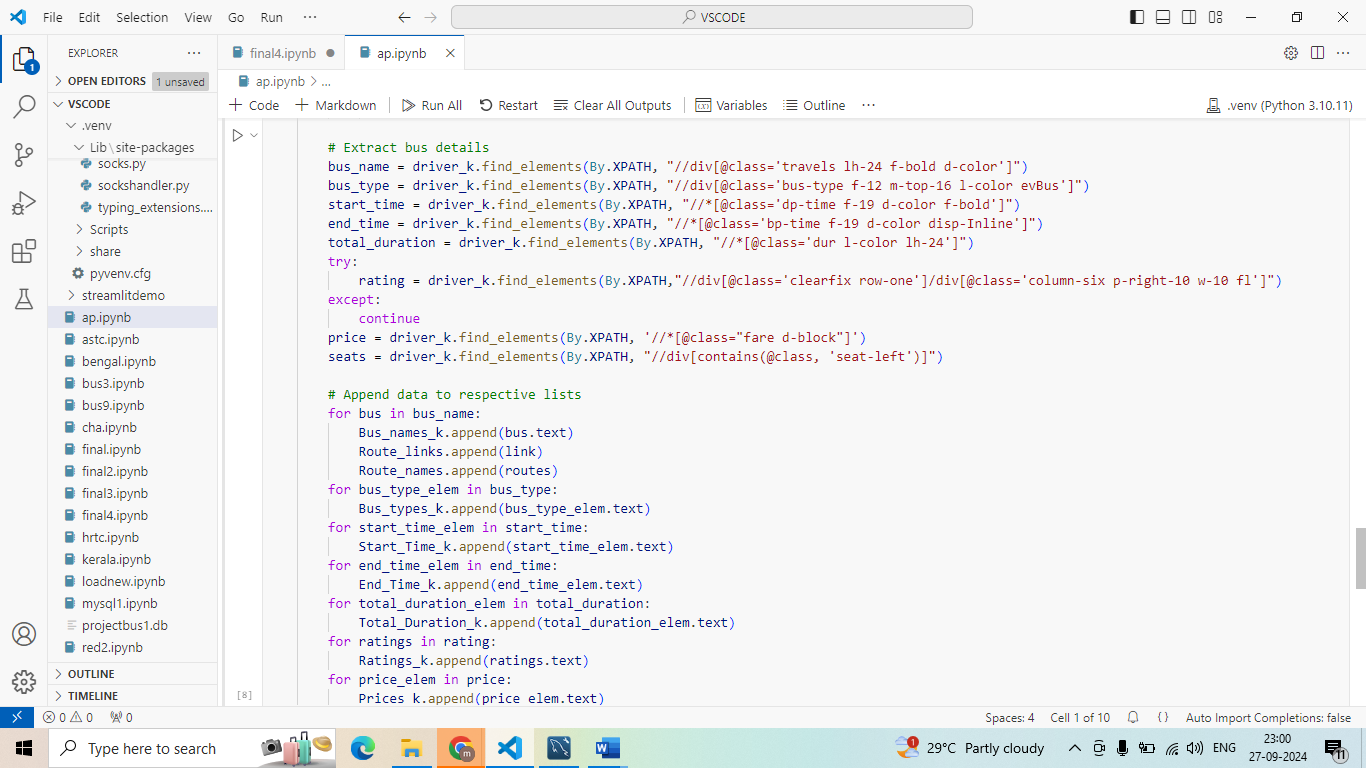 File Edit Selection View Go Run ··· VSCODE
EXPLORER ···
OPEN EDITORS 1 unsaved
VSCODE
.venv
Lib\site-packages
socks.py
sockshandler.py
typing_extensions....
Scripts
share
pyvenv.cfg
streamlitdemo
ap.ipynb
astc.ipynb
bengal.ipynb
bus3.ipynb
bus9.ipynb
cha.ipynb
final.ipynb
final2.ipynb
final3.ipynb
final4.ipynb
hrtc.ipynb
kerala.ipynb
loadnew.ipynb
mysql1.ipynb
projectbus1.db
red2.ipynb
OUTLINE
TIMELINE
1
final4.ipynb ap.ipynb
ap.ipynb > ...
Code Markdown Run All Restart Clear All Outputs Variables Outline ··· .venv (Python 3.10.11)
# Extract bus details
bus_name = driver_k.find_elements(By.XPATH, "//div[@class='travels lh-24 f-bold d-color']")
bus_type = driver_k.find_elements(By.XPATH, "//div[@class='bus-type f-12 m-top-16 l-color evBus']")
start_time = driver_k.find_elements(By.XPATH, "//*[@class='dp-time f-19 d-color f-bold']")
end_time = driver_k.find_elements(By.XPATH, "//*[@class='bp-time f-19 d-color disp-Inline']")
total_duration = driver_k.find_elements(By.XPATH, "//*[@class='dur l-color lh-24']")
try:
    rating = driver_k.find_elements(By.XPATH,"//div[@class='clearfix row-one']/div[@class='column-six p-right-10 w-10 fl']")
except:
    continue
price = driver_k.find_elements(By.XPATH, '//*[@class="fare d-block"]')
seats = driver_k.find_elements(By.XPATH, "//div[contains(@class, 'seat-left')]")
# Append data to respective lists
for bus in bus_name:
    Bus_names_k.append(bus.text)
    Route_links.append(link)
    Route_names.append(routes)
for bus_type_elem in bus_type:
    Bus_types_k.append(bus_type_elem.text)
for start_time_elem in start_time:
    Start_Time_k.append(start_time_elem.text)
for end_time_elem in end_time:
    End_Time_k.append(end_time_elem.text)
for total_duration_elem in total_duration:
    Total_Duration_k.append(total_duration_elem.text)
for ratings in rating:
    Ratings_k.append(ratings.text)
for price_elem in price:
    Prices_k.append(price_elem.text)
[8]
0 0 0 Spaces: 4 Cell 1 of 10 {} Auto Import Completions: false
Type here to search 1 29°C Partly cloudy ENG 23:00
27-09-2024 11